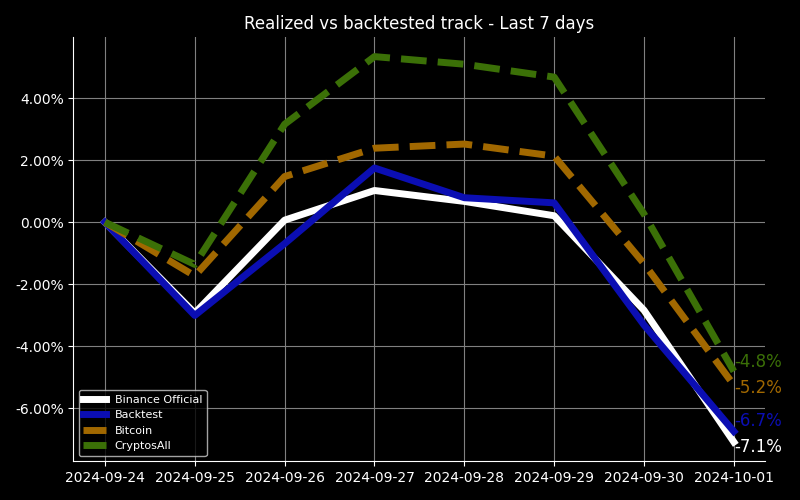 Realized vs backtested track - Last 7 days
4.00%
2.00%
0.00%
-2.00%
-4.00%
-6.00%
-4.8%
-5.2%
-6.7%
-7.1%
Binance Official
Backtest
Bitcoin
CryptosAll
2024-09-24 2024-09-25 2024-09-26 2024-09-27 2024-09-28 2024-09-29 2024-09-30 2024-10-01